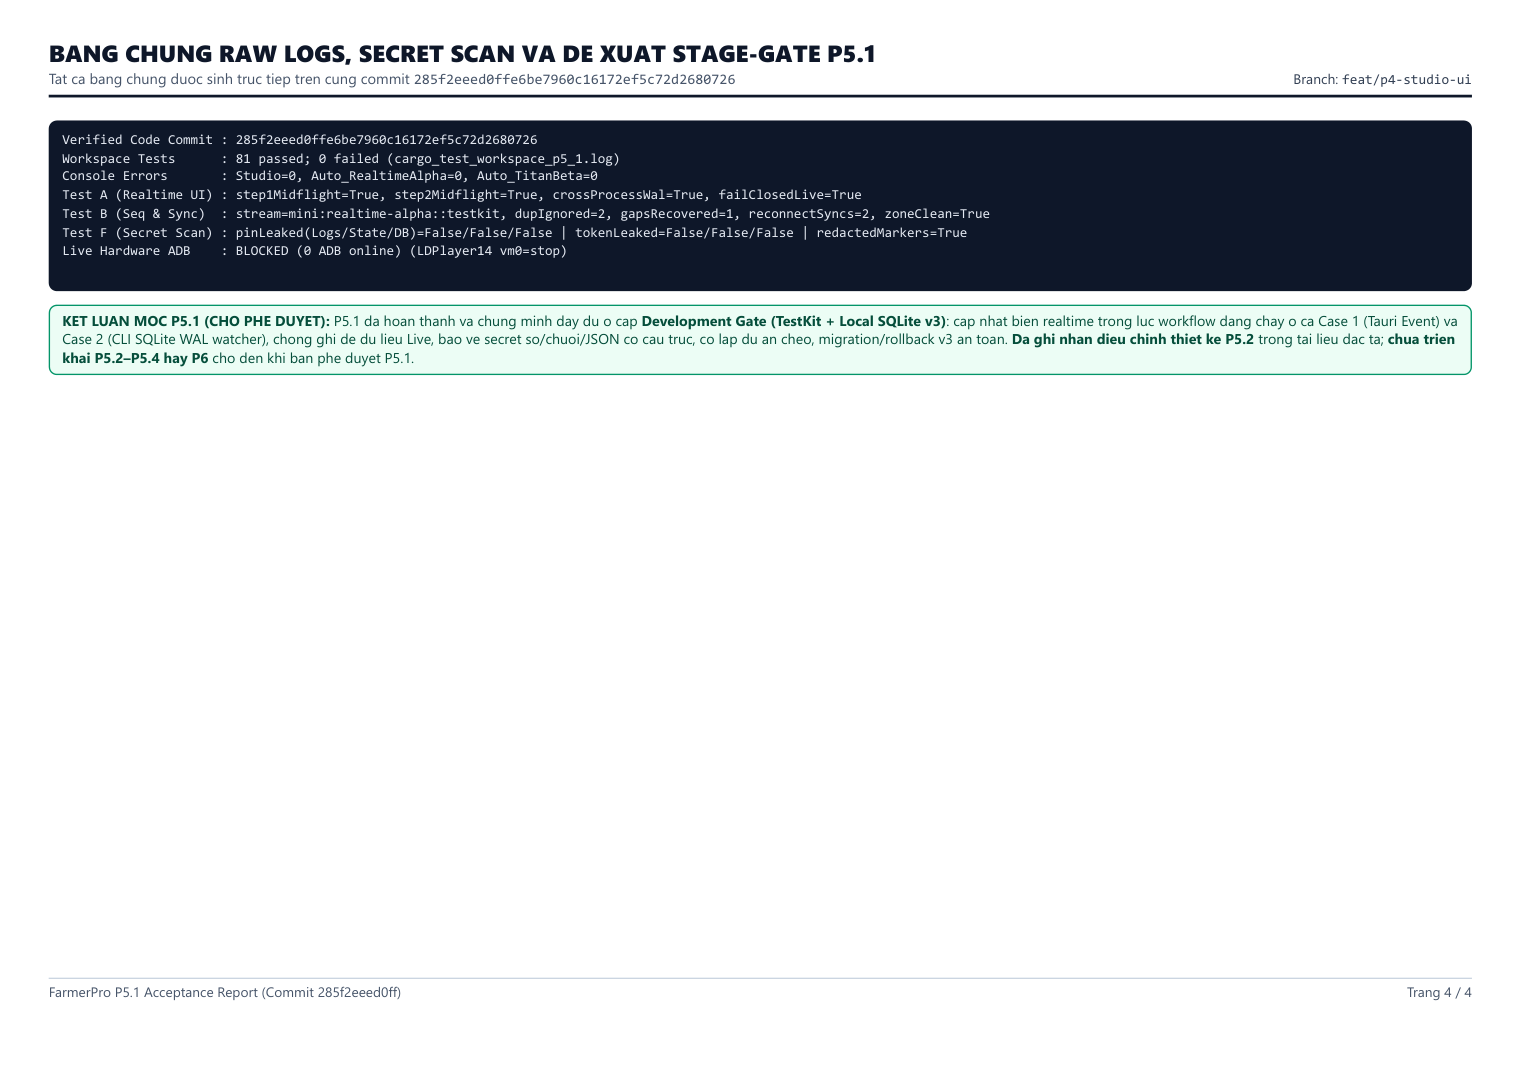 BANG CHUNG RAW LOGS, SECRET SCAN VA DE XUAT STAGE-GATE P5.1
Tat ca bang chung duoc sinh truc tiep tren cung commit 285f2eeed0ffe6be7960c16172ef5c72d2680726
Branch: feat/p4-studio-ui
Verified Code Commit : 285f2eeed0ffe6be7960c16172ef5c72d2680726
Workspace Tests : 81 passed; 0 failed (cargo_test_workspace_p5_1.log)
Console Errors : Studio=0, Auto_RealtimeAlpha=0, Auto_TitanBeta=0
Test A (Realtime UI) : step1Midflight=True, step2Midflight=True, crossProcessWal=True, failClosedLive=True
Test B (Seq & Sync) : stream=mini:realtime-alpha::testkit, dupIgnored=2, gapsRecovered=1, reconnectSyncs=2, zoneClean=True
Test F (Secret Scan) : pinLeaked(Logs/State/DB)=False/False/False | tokenLeaked=False/False/False | redactedMarkers=True
Live Hardware ADB : BLOCKED (0 ADB online) (LDPlayer14 vm0=stop)
KET LUAN MOC P5.1 (CHO PHE DUYET): P5.1 da hoan thanh va chung minh day du o cap Development Gate (TestKit + Local SQLite v3): cap nhat bien realtime trong luc workflow dang chay o ca Case 1 (Tauri Event) va
Case 2 (CLI SQLite WAL watcher), chong ghi de du lieu Live, bao ve secret so/chuoi/JSON co cau truc, co lap du an cheo, migration/rollback v3 an toan. Da ghi nhan dieu chinh thiet ke P5.2 trong tai lieu dac ta; chua trien
khai P5.2–P5.4 hay P6 cho den khi ban phe duyet P5.1.
FarmerPro P5.1 Acceptance Report (Commit 285f2eeed0ff)
Trang 4 / 4